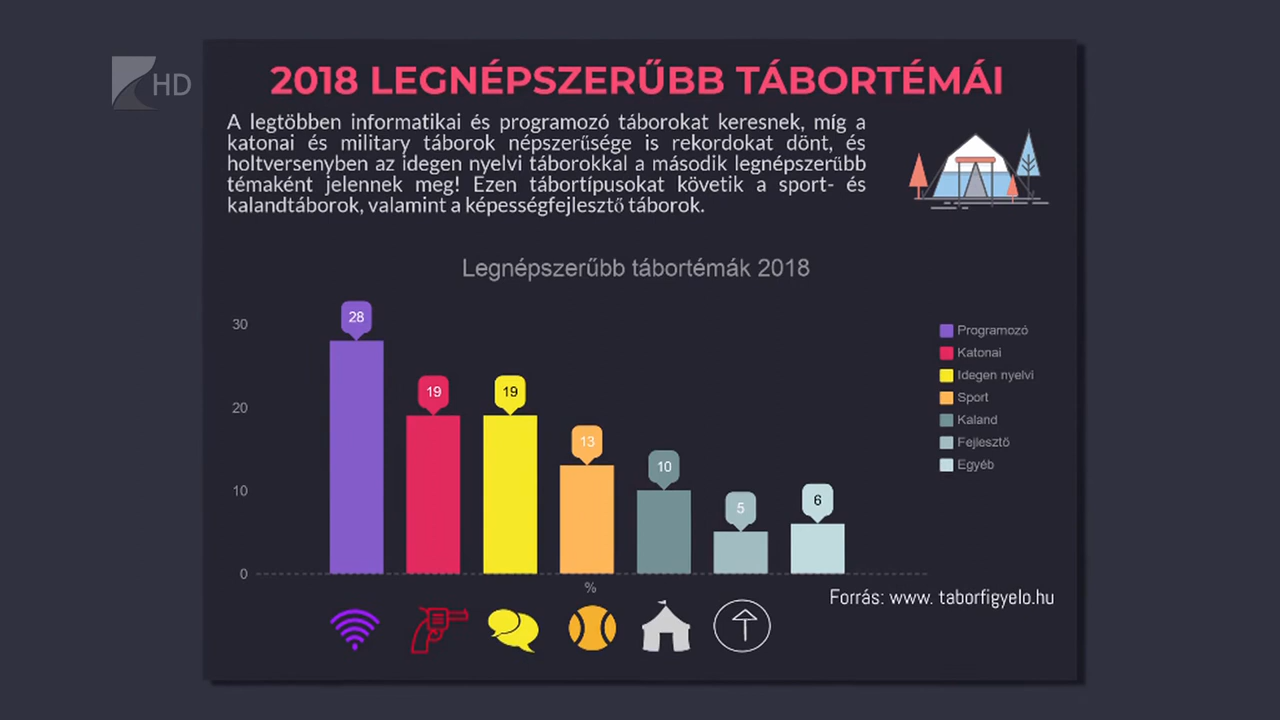 HD
2018 LEGNÉPSZERŰBB TÁBORTÉMÁI
A legtöbben informatikai és programozó táborokat keresnek, míg a
katonai és military táborok népszerűsége is rekordokat dönt, és
holtversenyben az idegen nyelvi táborokkal a második legnépszerűbb
témaként jelennek meg! Ezen tábortípusokat követik a sport- és
kalandtáborok, valamint a képességfejlesztő táborok.
Legnépszerűbb tábortémák 2018
30
20
10
0
28
19
19
13
10
5
6
%
Programozó
Katonai
Idegen nyelvi
Sport
Kaland
Fejlesztő
Egyéb
Forrás: www. taborfigyelo.hu